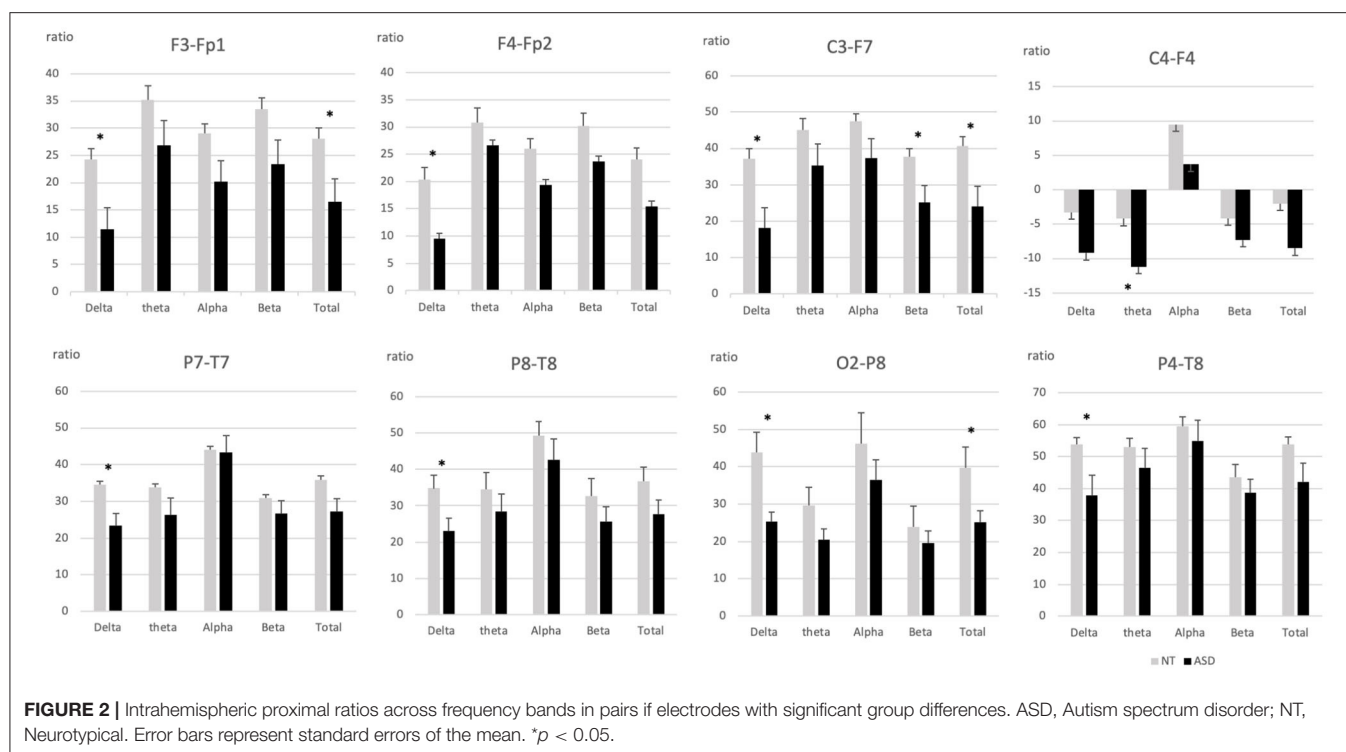 ratio
F3-Fp1
40
35
30
25
20
15
10
5
0
*
*
Delta theta Alpha Beta Total
ratio
F4-Fp2
40
35
30
25
20
15
10
5
0
*
Delta theta Alpha Beta Total
ratio
C3-F7
60
50
40
30
20
10
0
*
*
*
Delta theta Alpha Beta Total
ratio
C4-F4
15
10
5
0
-5
-10
-15
*
Delta theta Alpha Beta Total
ratio
P7-T7
60
50
40
30
20
10
0
*
Delta theta Alpha Beta Total
ratio
P8-T8
60
50
40
30
20
10
0
*
Delta theta Alpha Beta Total
ratio
O2-P8
60
50
40
30
20
10
0
*
*
Delta theta Alpha Beta Total
ratio
P4-T8
70
60
50
40
30
20
10
0
*
Delta theta Alpha Beta Total
NT ASD
FIGURE 2 | Intrahemispheric proximal ratios across frequency bands in pairs if electrodes with significant group differences. ASD, Autism spectrum disorder; NT,
Neurotypical. Error bars represent standard errors of the mean. *p < 0.05.